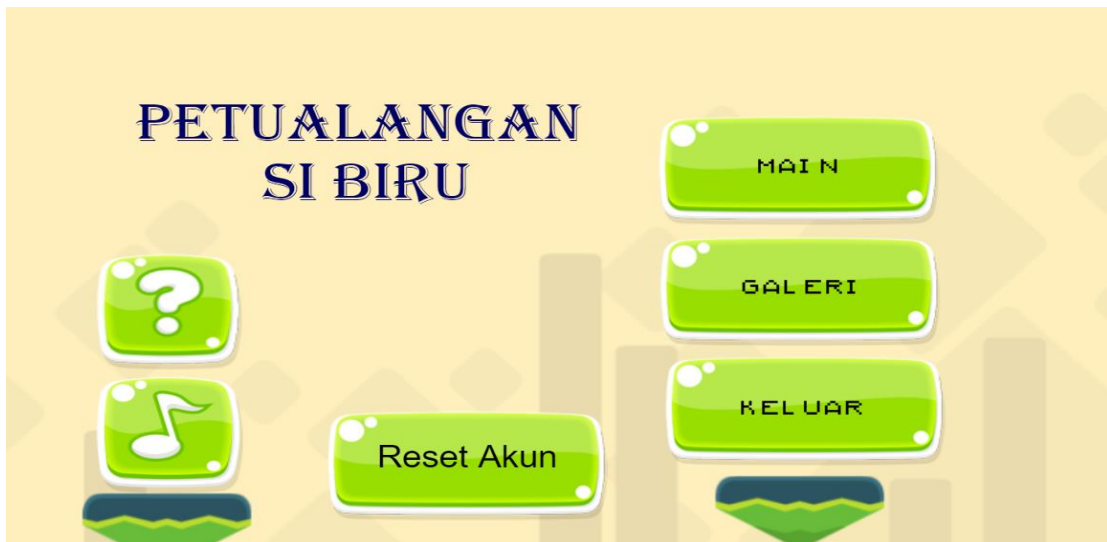 PETUALANGAN
SI BIRU
MAIN
GALERI
KELUAR
?
Reset Akun